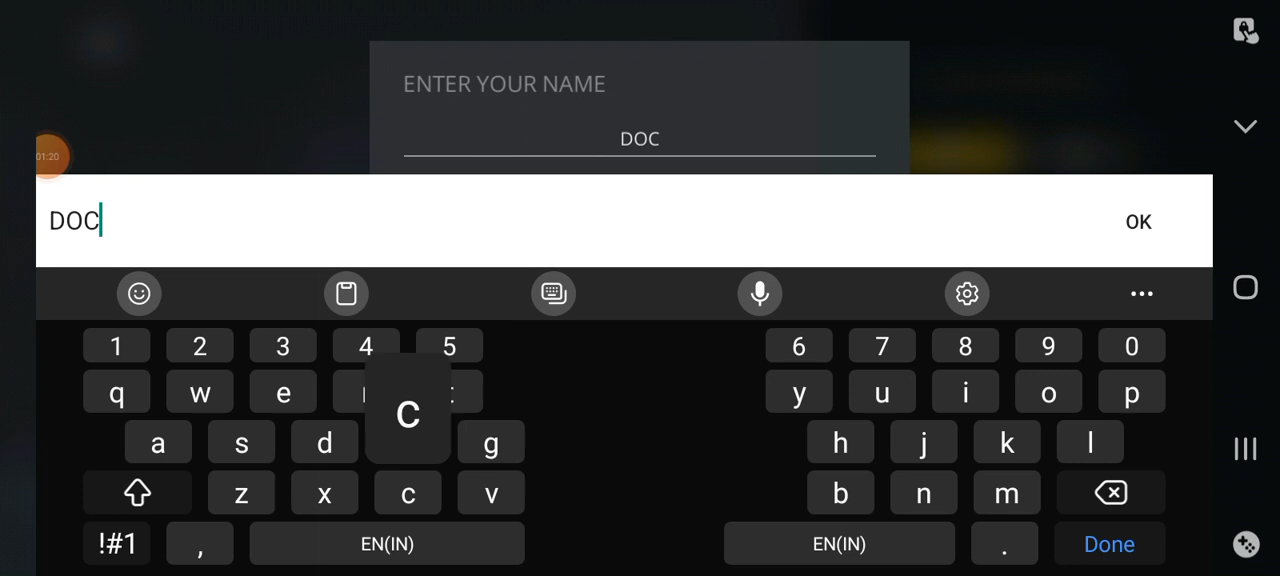 ENTER YOUR NAME
DOC
01:20
DOC
OK
1 2 3 4 5 6 7 8 9 0
q w e t y u i o p
c
a s d g h j k l
z x c v b n m
!#1 , EN(IN) EN(IN) . Done